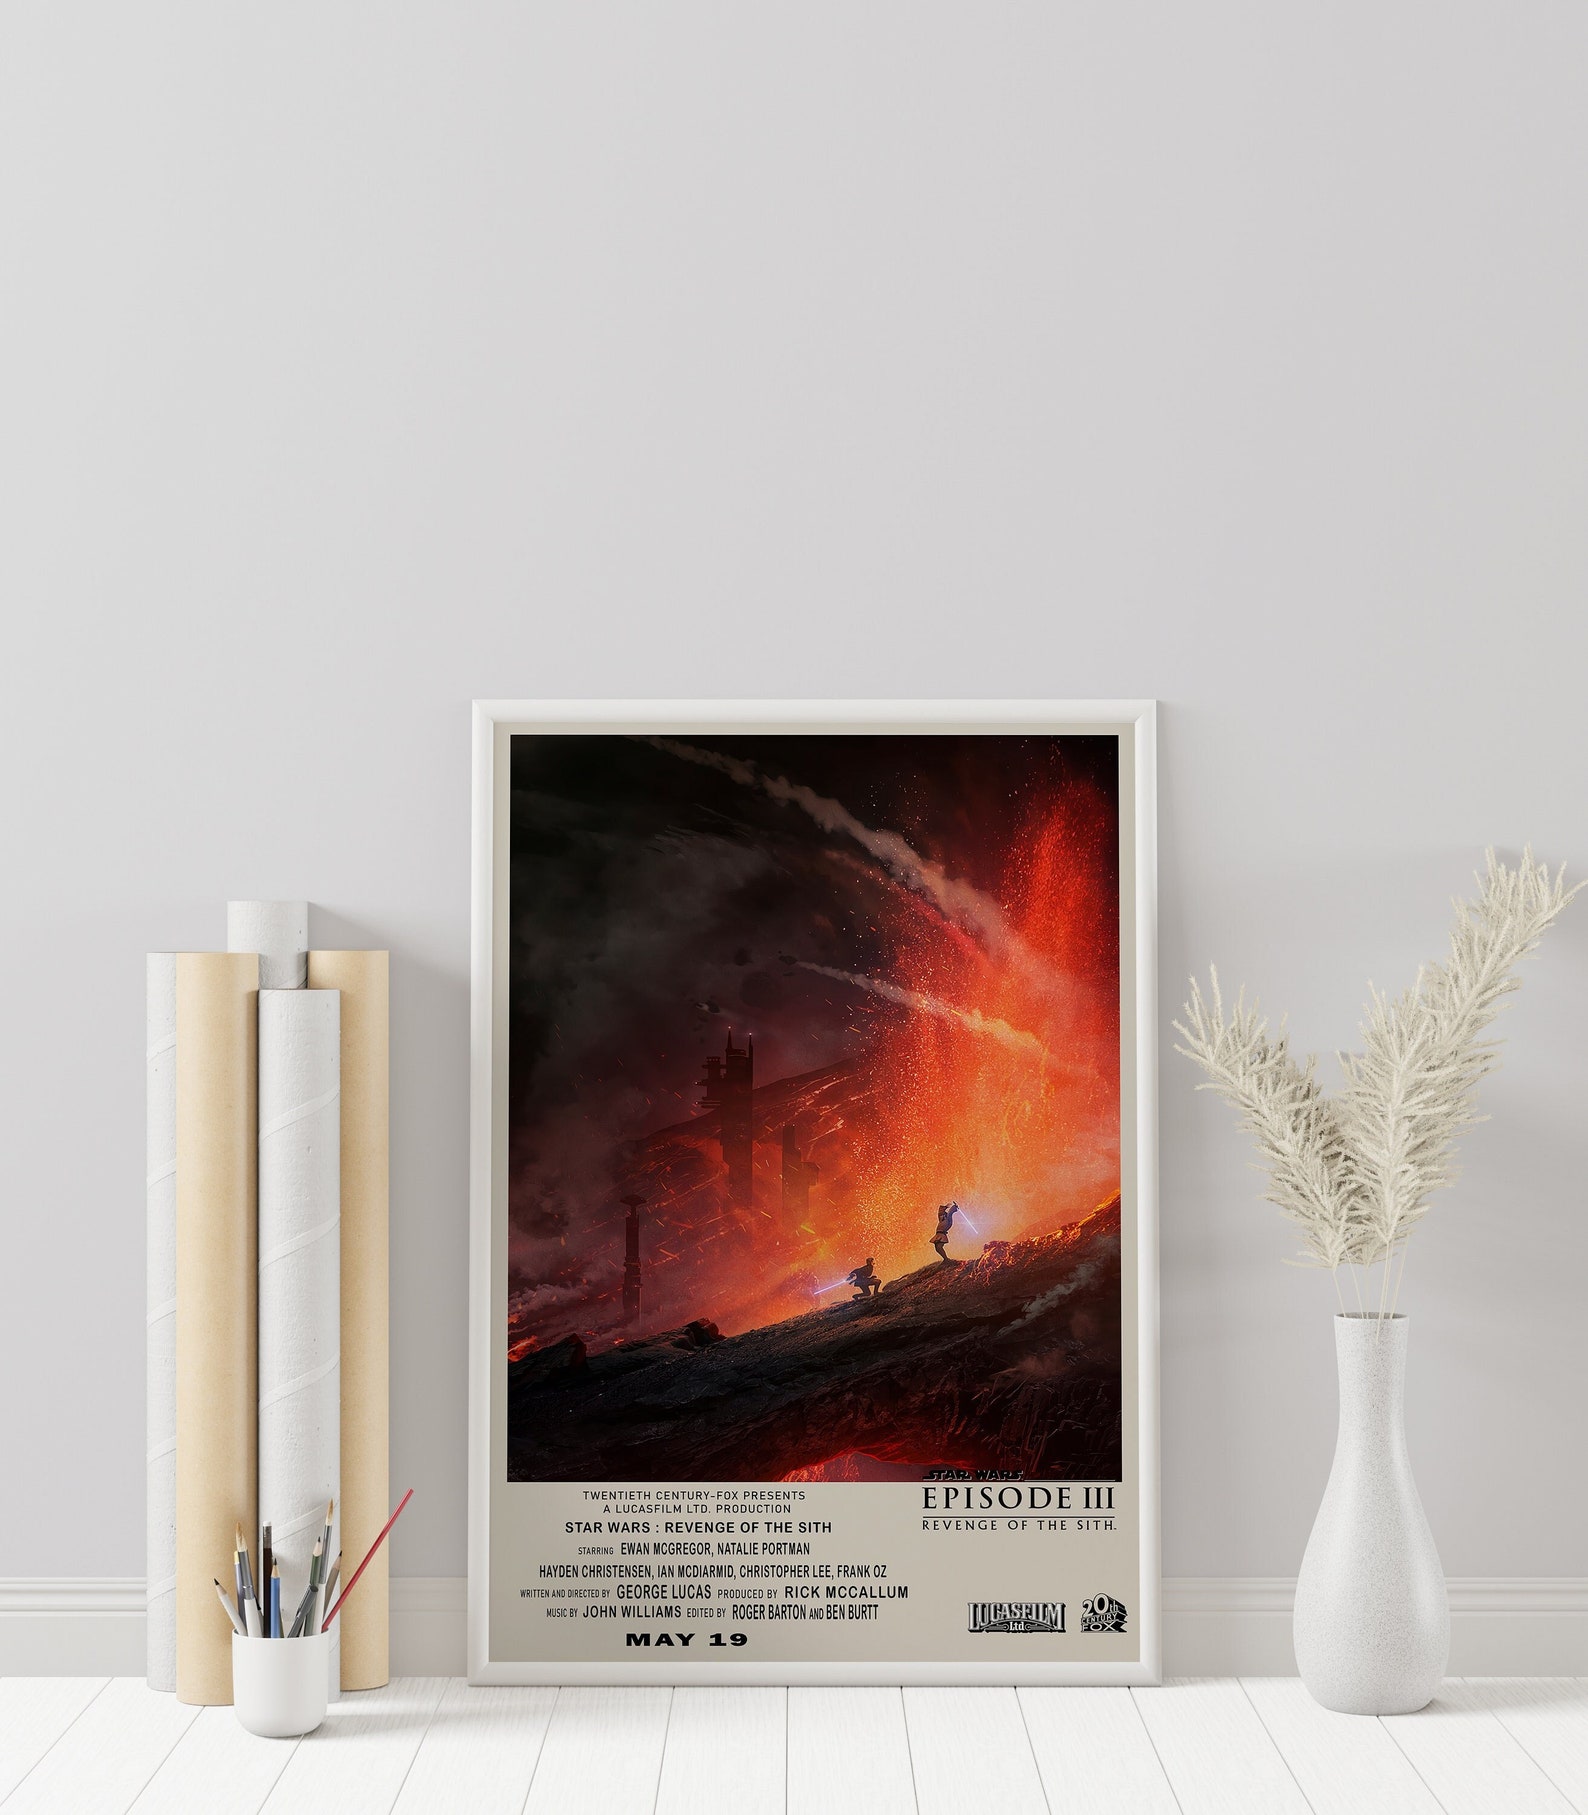 TWENTIETH CENTURY-FOX PRESENTS
A LUCASFILM LTD. PRODUCTION
STAR WARS : REVENGE OF THE SITH
STARRING EWAN MCGREGOR, NATALIE PORTMAN
HAYDEN CHRISTENSEN, IAN MCDIARMID, CHRISTOPHER LEE, FRANK OZ
WRITTEN AND DIRECTED BY GEORGE LUCAS PRODUCED BY RICK MCCALLUM
MUSIC BY JOHN WILLIAMS EDITED BY ROGER BARTON AND BEN BURTT
MAY 19
STAR WARS
EPISODE III
REVENGE OF THE SITH
LUCASFILM
Ltd
20th
CENTURY
FOX